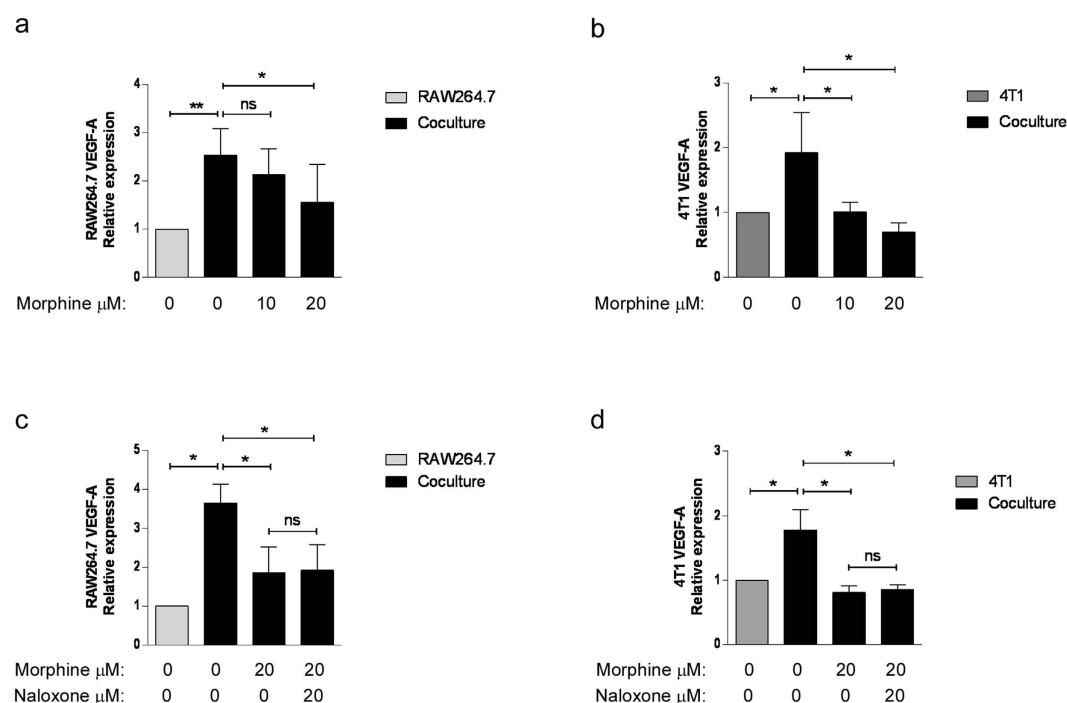 a
RAW264.7 VEGF-A
Relative expression
4
3
2
1
0
**
ns
*
RAW264.7
Coculture
Morphine μM: 0 0 10 20
b
4T1 VEGF-A
Relative expression
3
2
1
0
*
*
*
4T1
Coculture
Morphine μM: 0 0 10 20
c
RAW264.7 VEGF-A
Relative expression
5
4
3
2
1
0
*
*
*
ns
RAW264.7
Coculture
Morphine μM: 0 0 20 20
Naloxone μM: 0 0 0 20
d
4T1 VEGF-A
Relative expression
3
2
1
0
*
*
*
ns
4T1
Coculture
Morphine μM: 0 0 20 20
Naloxone μM: 0 0 0 20